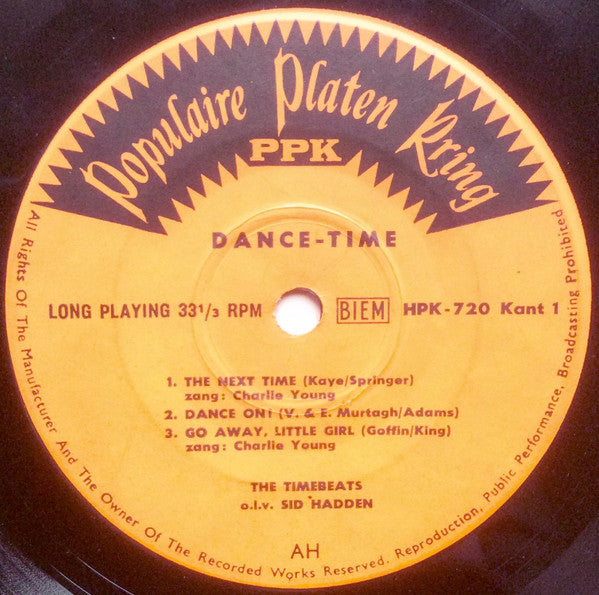 Populaire Platen Kring
PPK
DANCE-TIME
LONG PLAYING 33 1/3 RPM BIEM HPK-720 Kant 1
1. THE NEXT TIME (Kaye/Springer)
zang: Charlie Young
2. DANCE ON! (V. & E. Murtagh/Adams)
3. GO AWAY, LITTLE GIRL (Goffin/King)
zang: Charlie Young
THE TIMEBEATS
o.l.v. SID HADDEN
AH
All Rights Of The Manufacturer And The Owner Of The Recorded Works Reserved. Reproduction, Public Performance, Broadcasting Prohibited